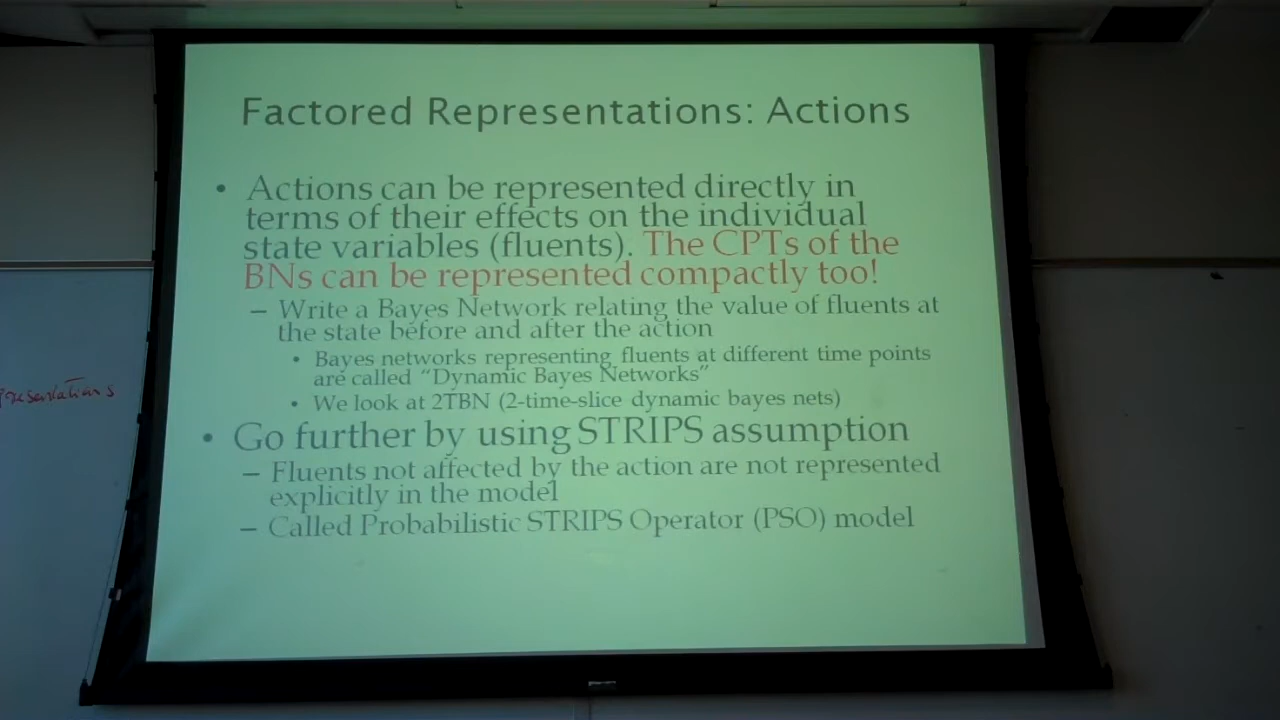 Factored Representations: Actions
• Actions can be represented directly in
terms of their effects on the individual
state variables (fluents). The CPTs of the
BNs can be represented compactly too!
– Write a Bayes Network relating the value of fluents at
the state before and after the action
• Bayes networks representing fluents at different time points
are called “Dynamic Bayes Networks”
• We look at 2TBN (2-time-slice dynamic bayes nets)
• Go further by using STRIPS assumption
– Fluents not affected by the action are not represented
explicitly in the model
– Called Probabilistic STRIPS Operator (PSO) model